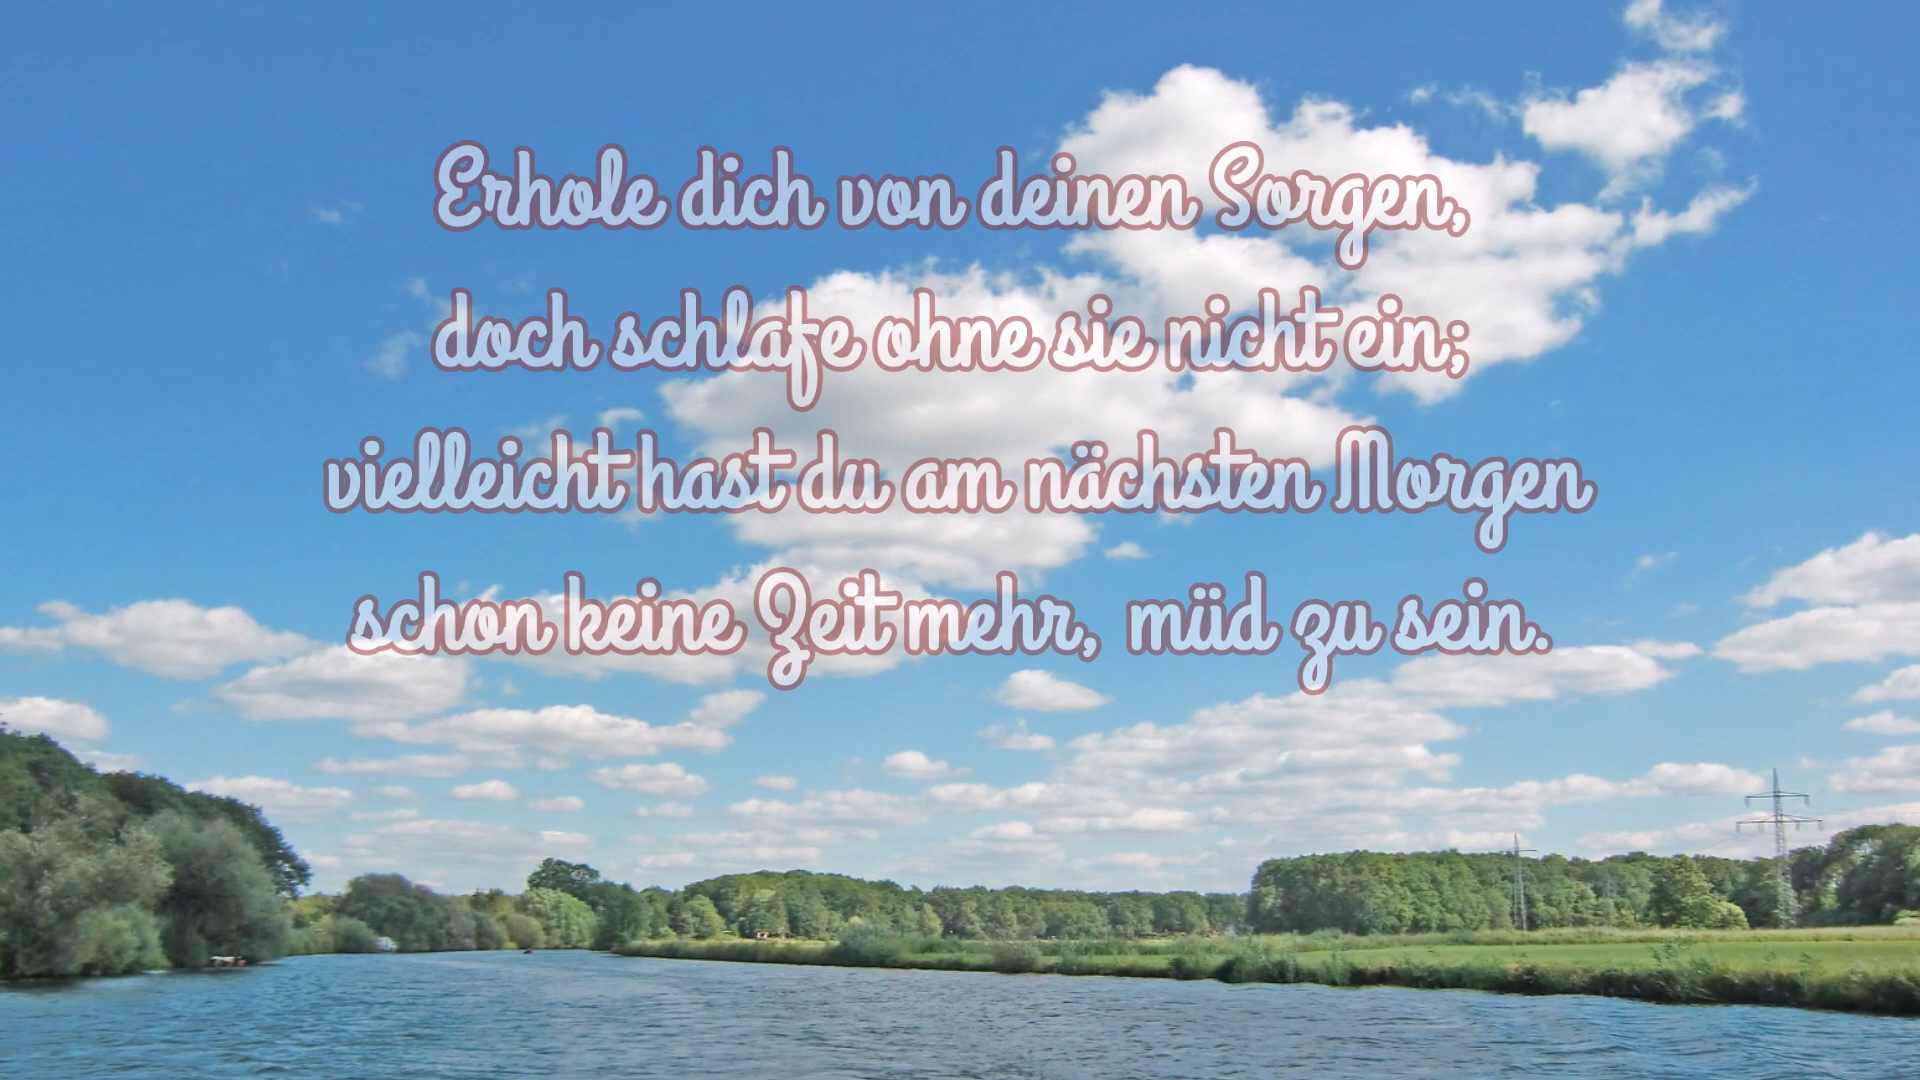 Erhole dich von deinen Sorgen,
doch schlafe ohne sie nicht ein;
vielleicht hast du am nächsten Morgen
schon keine Zeit mehr, müd zu sein.